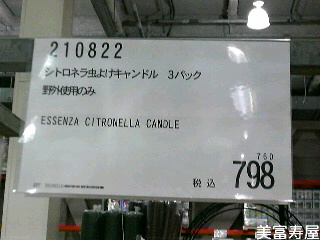 210822
シトロネラ虫よけキャンドル 3パック
野外使用のみ
ESSENZA CITRONELLA CANDLE
760
税込 798
美富寿屋